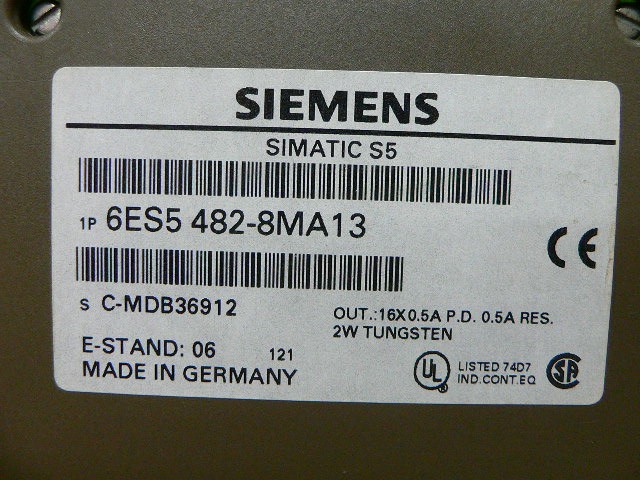 SIEMENS
SIMATIC S5
1P 6ES5 482-8MA13
CE
S C-MDB36912
OUT.:16X0.5A P.D. 0.5A RES.
2W TUNGSTEN
E-STAND: 06 121
MADE IN GERMANY
UL LISTED 74D7
IND.CONT.EQ
SA